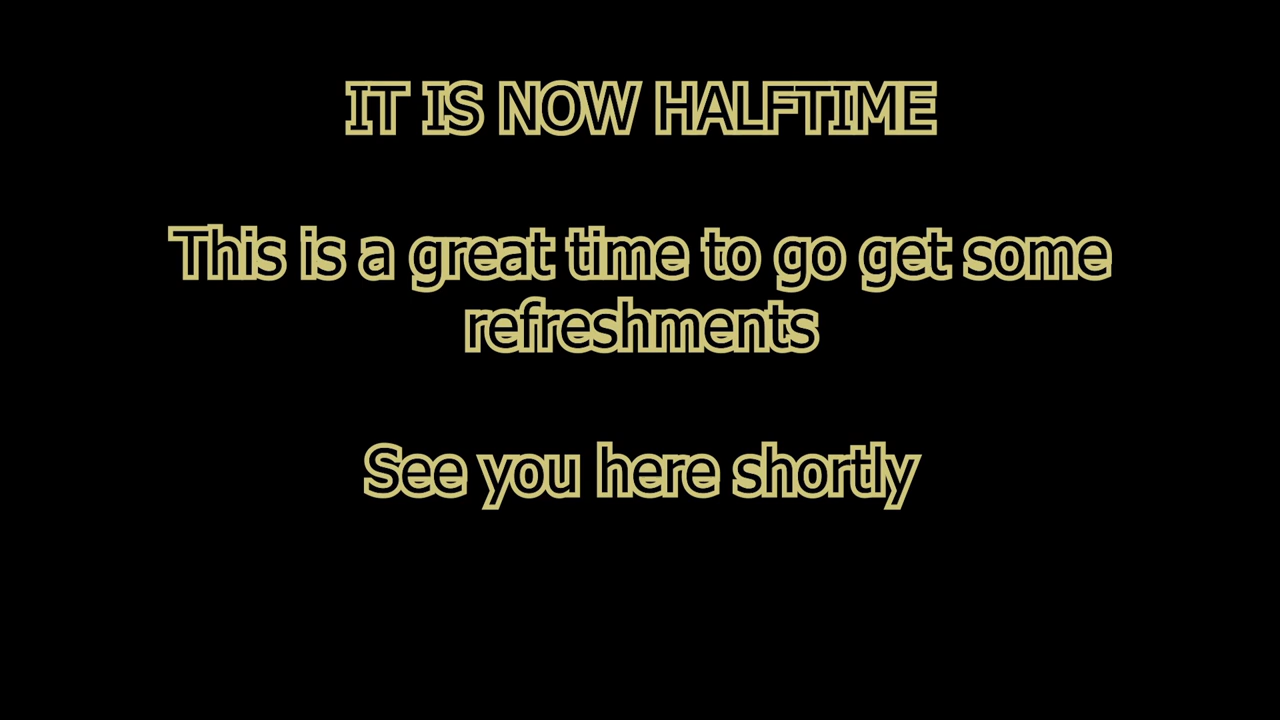 IT IS NOW HALFTIME
This is a great time to go get some
refreshments
See you here shortly